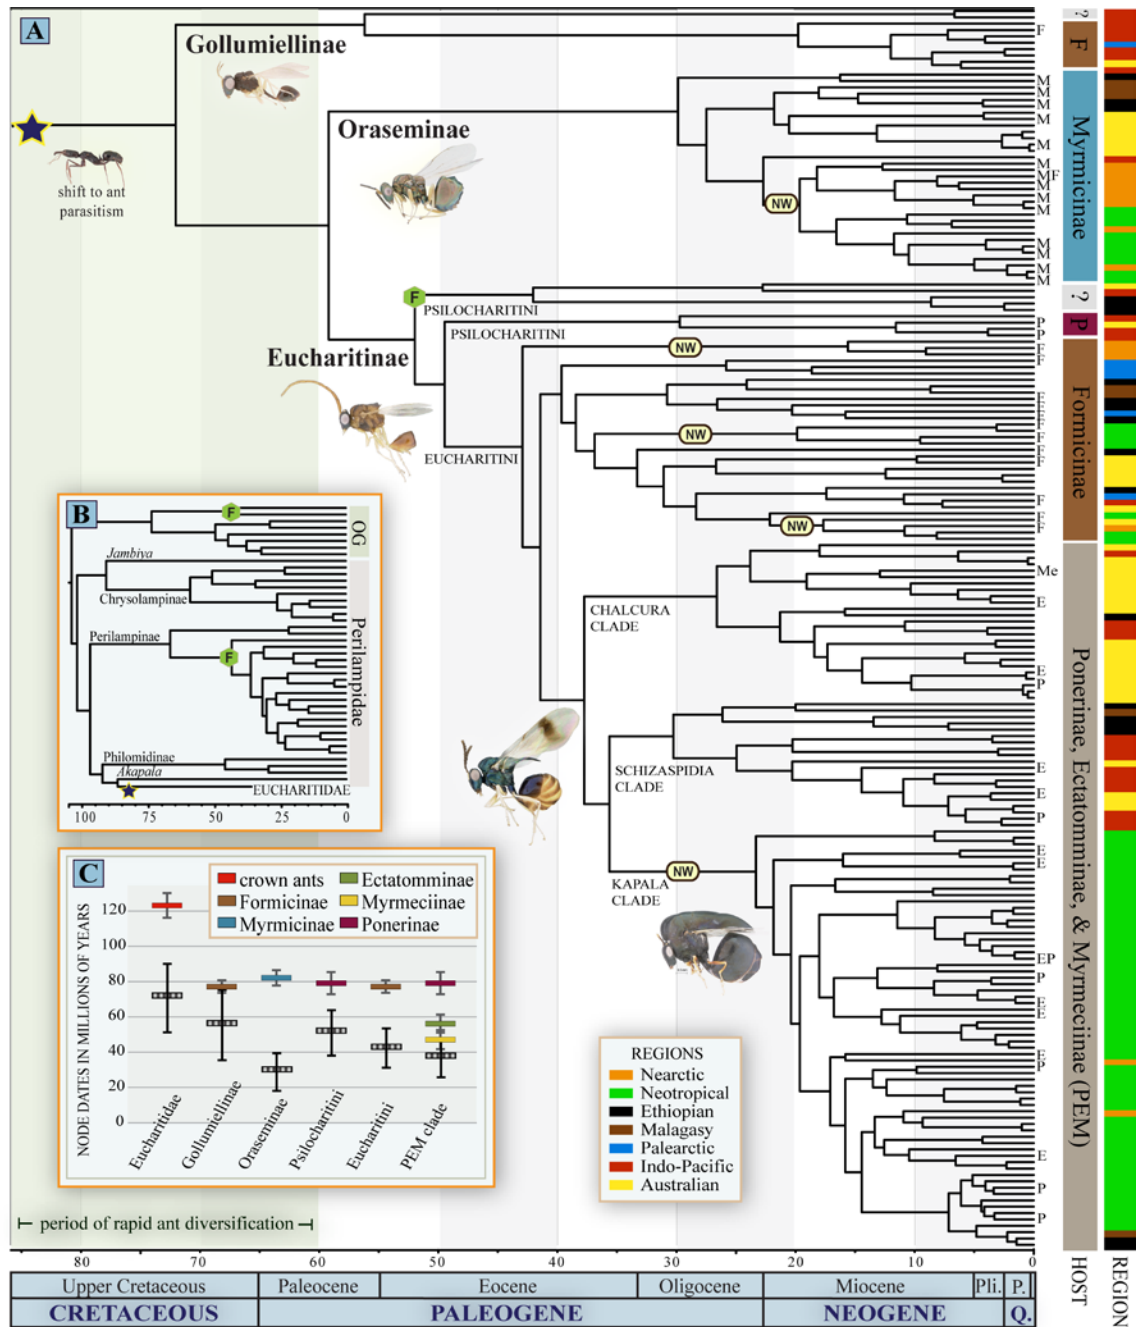 A
Gollumiellinae
shift to ant
parasitism
Oraseminae
Eucharitinae
NW
F
PSILOCHARITINI
PSILOCHARITINI
NW
NW
NW
EUCHARITINI
CHALCURA
CLADE
SCHIZASPIDIA
CLADE
KAPALA
CLADE
NW
F
M
M
M
M
M
M
M
F
M
M
M
M
M
M
P
P
F
F
F
F
F
F
F
F
F
Me
E
E
P
E
E
P
E
E
EP
P
E
E
E
P
E
P
P
?
F
Myrmicinae
?
P
Formicinae
Ponerinae, Ectatomminae, & Myrmeciinae (PEM)
HOST
REGION
B
F
OG
Jambiya
Chrysolampinae
Perilampinae
F
Perilampidae
Philomidinae
Akapala
EUCHARITIDAE
100 75 50 25 0
C
crown ants
Formicinae
Myrmicinae
Ectatomminae
Myrmeciinae
Ponerinae
NODE DATES IN MILLIONS OF YEARS
120
100
80
60
40
20
0
Eucharitidae
Gollumiellinae
Oraseminae
Psilocharitini
Eucharitini
PEM clade
REGIONS
Nearctic
Neotropical
Ethiopian
Malagasy
Palearctic
Indo-Pacific
Australian
period of rapid ant diversification
80 70 60 50 40 30 20 10 0
Upper Cretaceous Paleocene Eocene Oligocene Miocene Pli. P.
CRETACEOUS PALEOGENE NEOGENE Q.